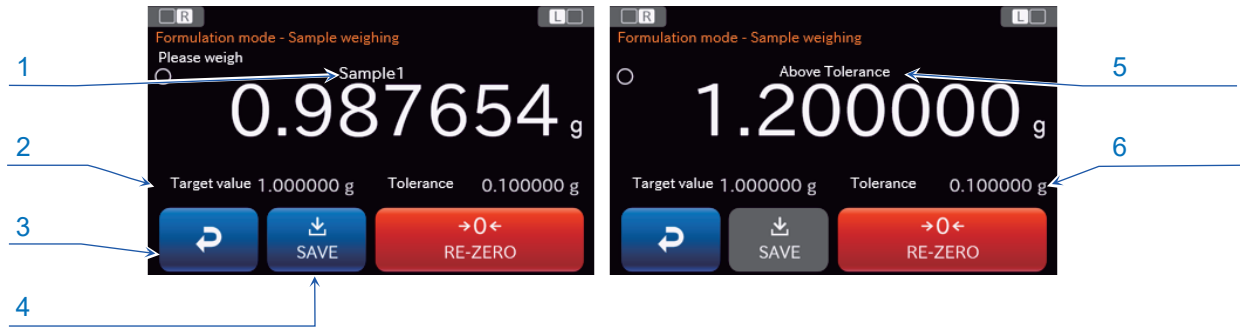 R L
Formulation mode - Sample weighing
Please weigh
1
Sample1
0.987654 g
2
Target value 1.000000 g Tolerance 0.100000 g
3
SAVE
→0←
RE-ZERO
4
R L
Formulation mode - Sample weighing
Above Tolerance
5
1.200000 g
6
Target value 1.000000 g Tolerance 0.100000 g
SAVE
→0←
RE-ZERO